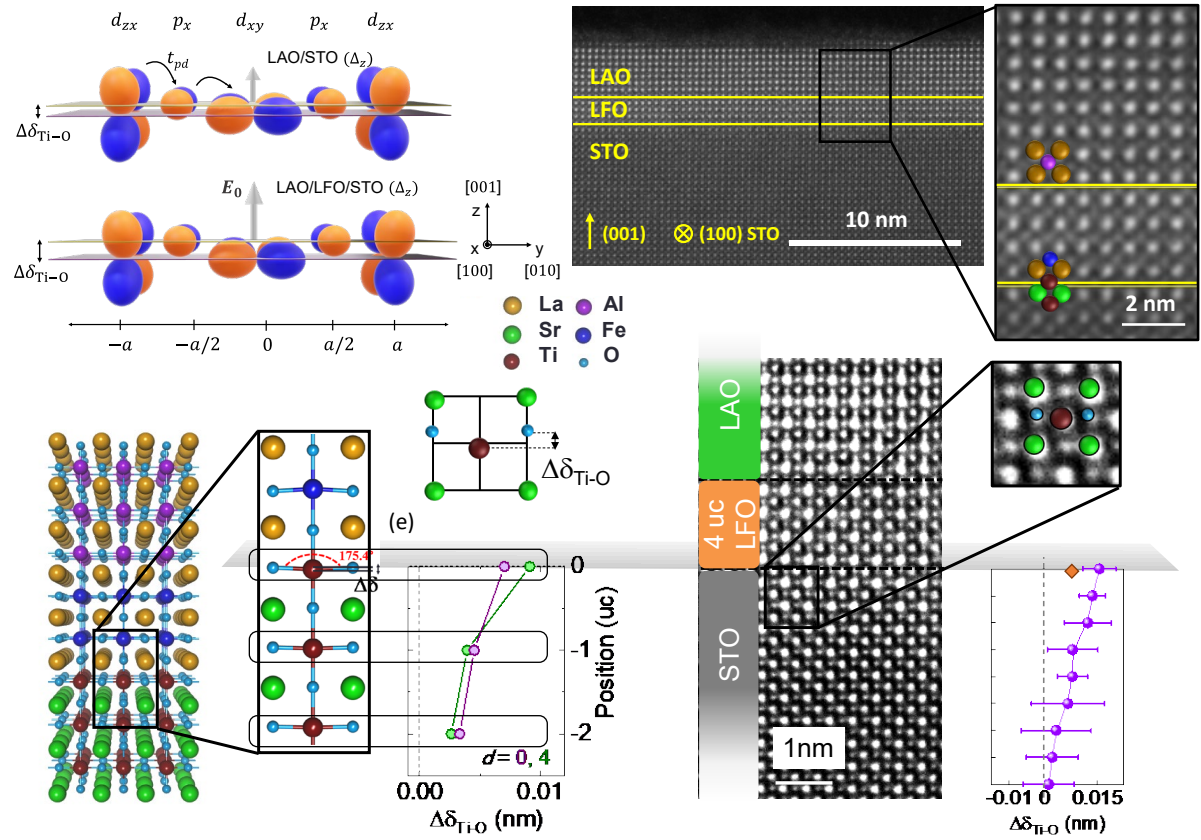 d_zx p_x d_xy p_x d_zx
t_pd
LAO/STO (Δ_z)
Δδ_Ti−O
E_0
LAO/LFO/STO (Δ_z)
Δδ_Ti−O
[001]
z
x y
[100] [010]
−a −a/2 0 a/2 a
La Al
Sr Fe
Ti O
LAO
LFO
STO
10 nm
(001) (100) STO
2 nm
Δδ_Ti-O
(e)
175.4°
Δδ
0
-1
-2
Position (uc)
d = 0, 4
0.00 0.01
Δδ_Ti-O (nm)
LAO
4 uc
LFO
STO
1nm
-0.01 0 0.015
Δδ_Ti-O (nm)